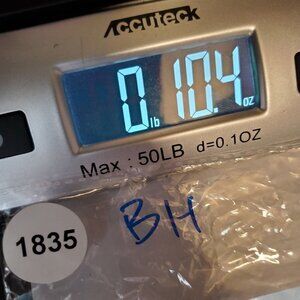 Accuteck
0 lb 10.4 oz
Max : 50LB d=0.1OZ
BH
1835